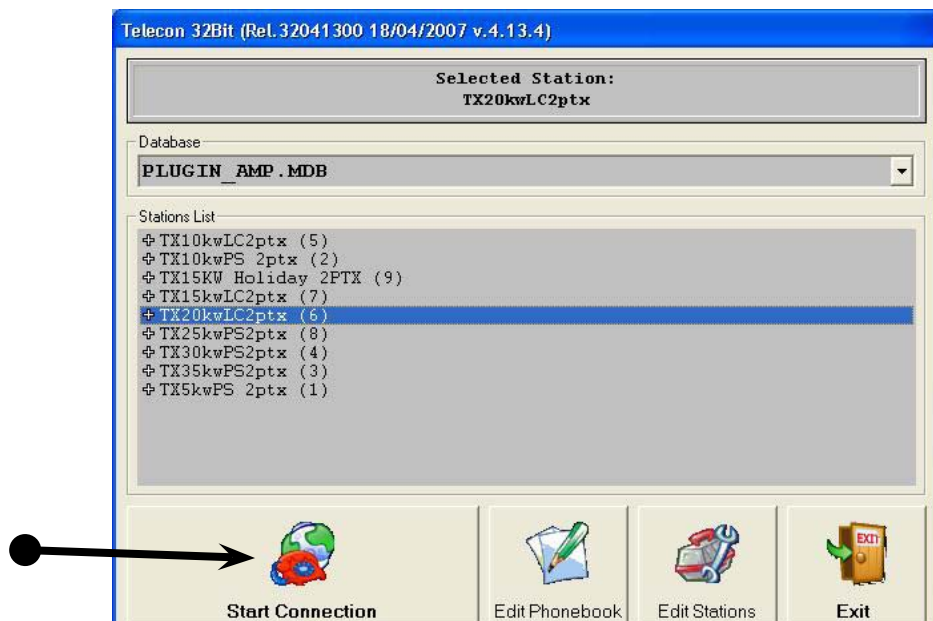 Telecon 32Bit (Rel.32041300 18/04/2007 v.4.13.4)
Selected Station:
TX20kwLC2ptx
Database
PLUGIN_AMP.MDB
Stations List
TX10kwLC2ptx (5)
TX10kwPS 2ptx (2)
TX15KW Holiday 2PTX (9)
TX15kwLC2ptx (7)
TX20kwLC2ptx (6)
TX25kwPS2ptx (8)
TX30kwPS2ptx (4)
TX35kwPS2ptx (3)
TX5kwPS 2ptx (1)
EXIT
Start Connection
Edit Phonebook
Edit Stations
Exit